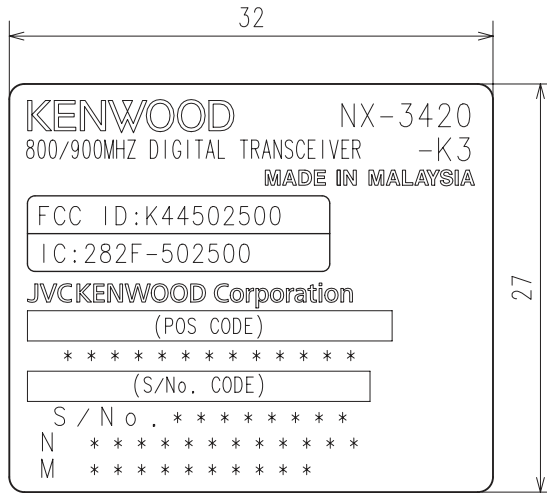 32
KENWOOD NX-3420
800/900MHZ DIGITAL TRANSCEIVER -K3
MADE IN MALAYSIA
FCC ID:K44502500
IC:282F-502500
JVCKENWOOD Corporation
(POS CODE)
* * * * * * * * * * * * *
(S/No. CODE)
S/No. * * * * * * * *
N * * * * * * * * * * * *
M * * * * * * * * * *
27